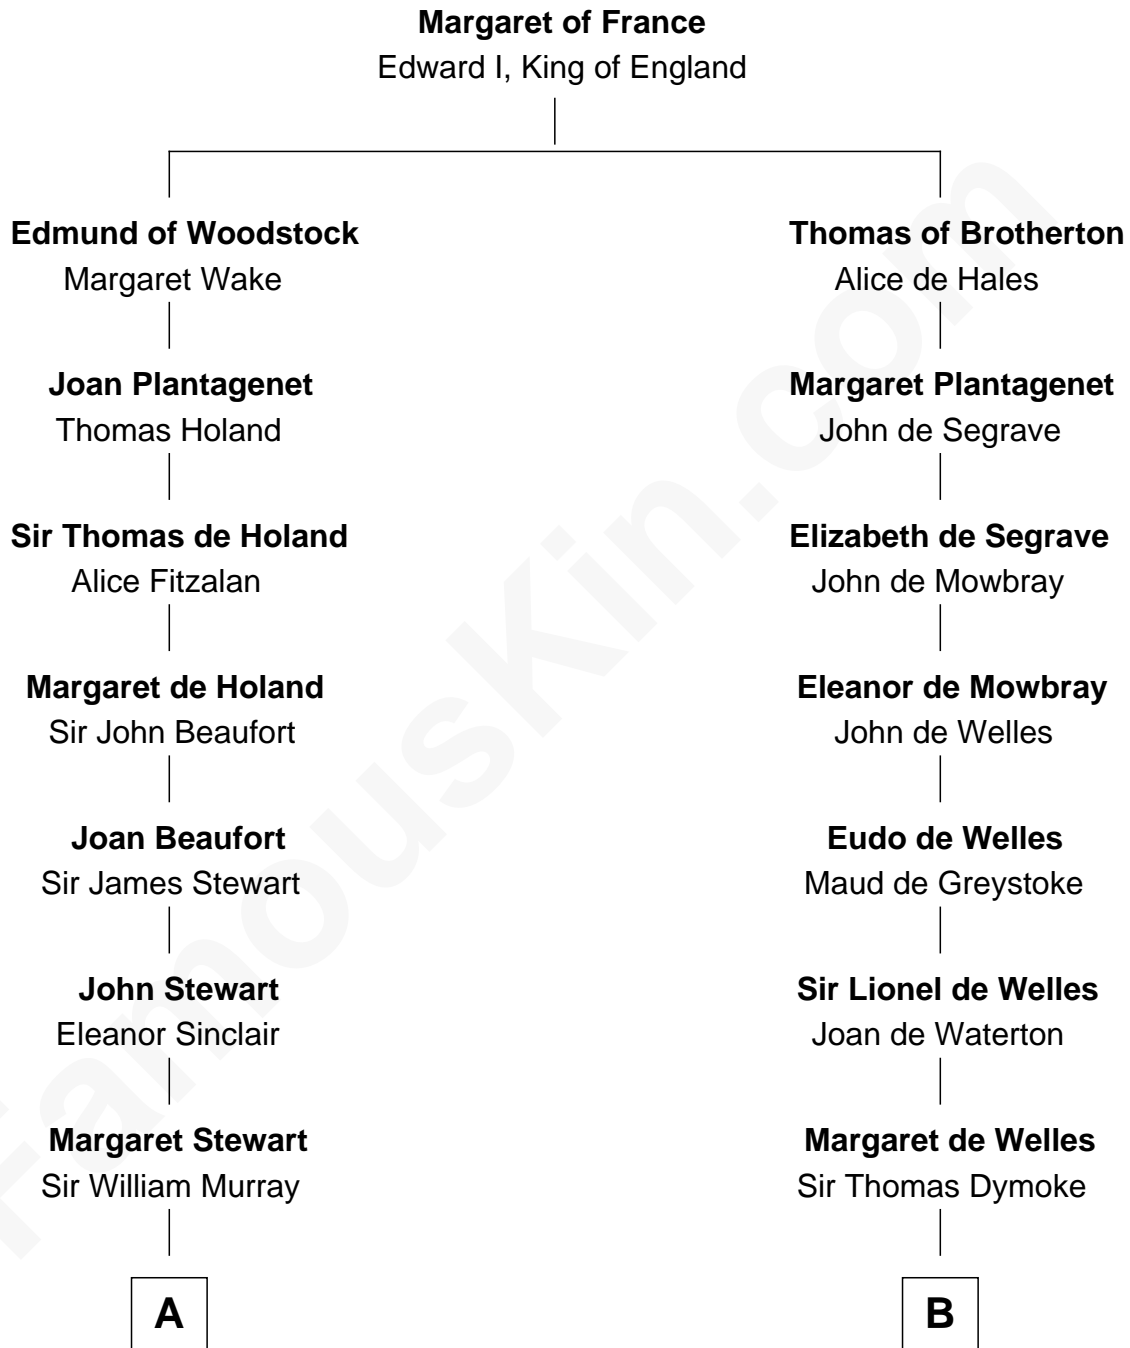 Margaret of France
Edward I, King of England
Edmund of Woodstock
Margaret Wake
Thomas of Brotherton
Alice de Hales
Joan Plantagenet
Thomas Holand
Margaret Plantagenet
John de Segrave
Sir Thomas de Holand
Alice Fitzalan
Elizabeth de Segrave
John de Mowbray
Margaret de Holand
Sir John Beaufort
Eleanor de Mowbray
John de Welles
Joan Beaufort
Sir James Stewart
Eudo de Welles
Maud de Greystoke
John Stewart
Eleanor Sinclair
Sir Lionel de Welles
Joan de Waterton
Margaret Stewart
Sir William Murray
Margaret de Welles
Sir Thomas Dymoke
A
B
FamousKin.com